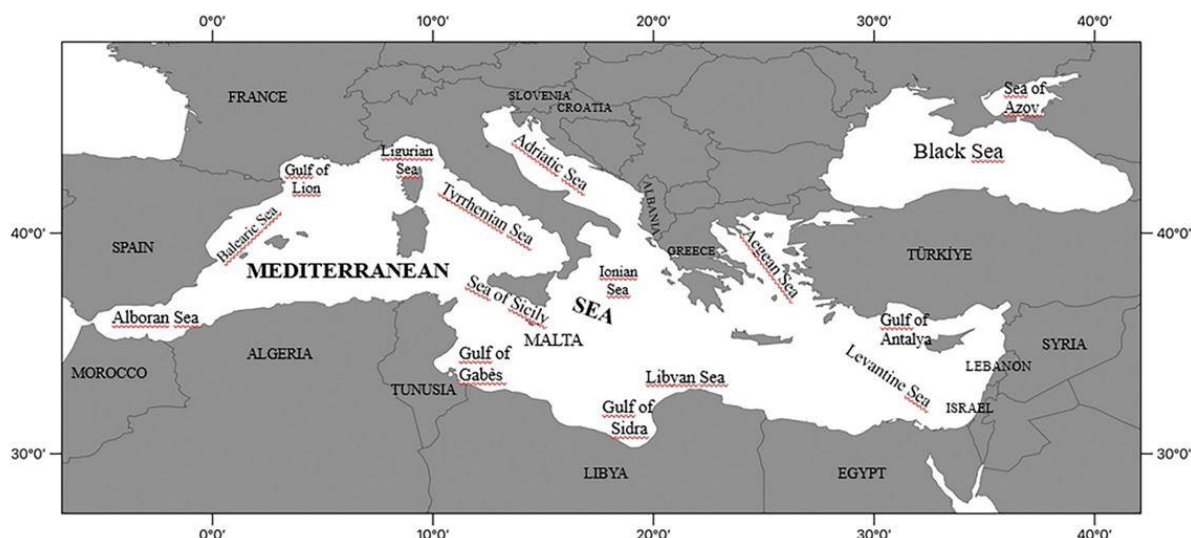 0°0′ 10°0′ 20°0′ 30°0′ 40°0′
FRANCE
SLOVENIA
CROATIA
Sea of
Azov
Ligurian
Sea
Adriatic Sea
Black Sea
Gulf of
Lion
Tyrrhenian Sea
ALBANIA
Balearic Sea
40°0′
SPAIN
GREECE
Aegean Sea
TÜRKİYE
40°0′
MEDITERRANEAN
SEA
Ionian
Sea
Sea of Sicily
MALTA
Alboran Sea
Gulf of
Antalya
Levantine Sea
LEBANON
SYRIA
ALGERIA
Gulf of
Gabès
MOROCCO
TUNUSIA
Libyan Sea
ISRAEL
Gulf of
Sidra
30°0′
LIBYA
EGYPT
30°0′
0°0′ 10°0′ 20°0′ 30°0′ 40°0′